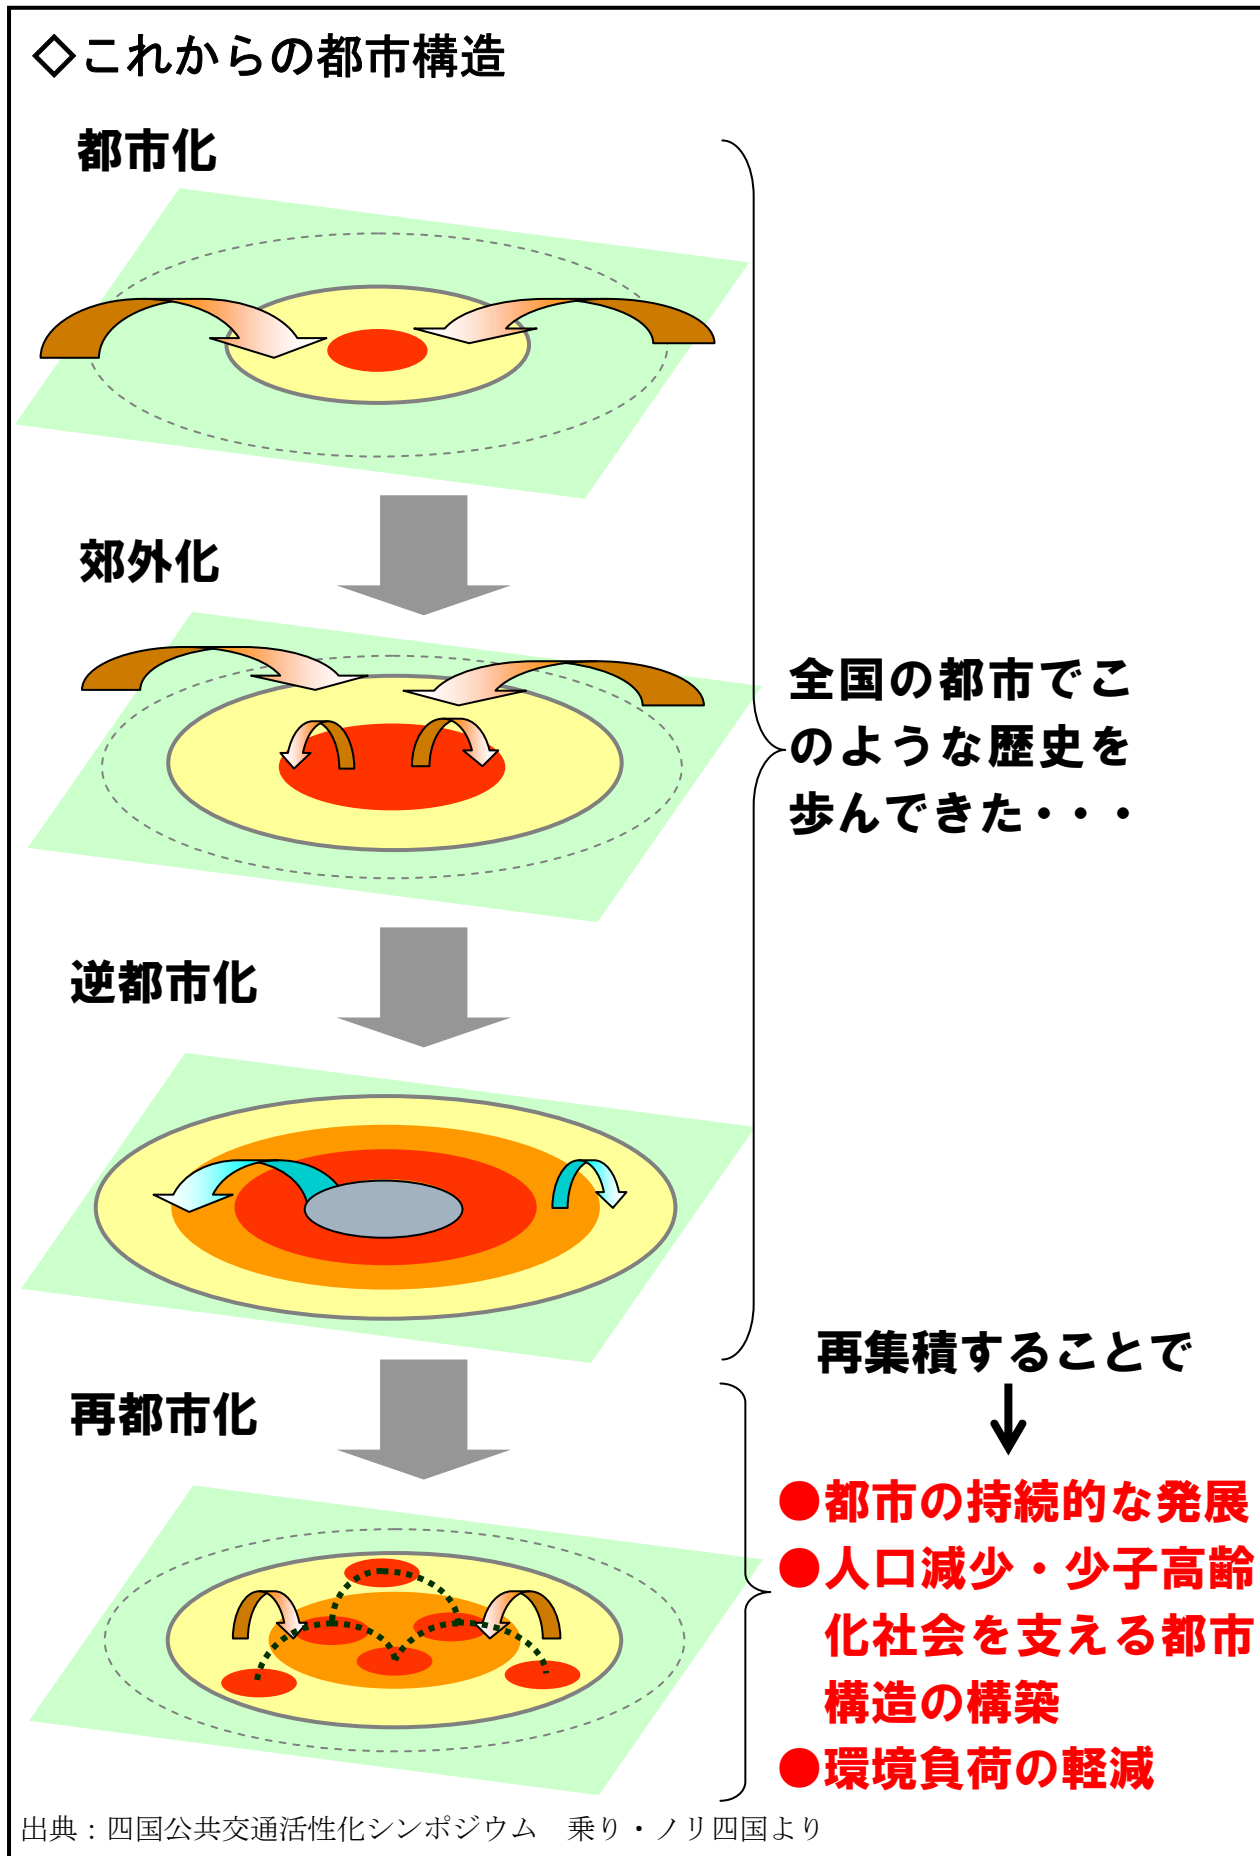 ◇これからの都市構造
都市化
郊外化
全国の都市でこ
のような歴史を
歩んできた・・・
逆都市化
再都市化
再集積することで
●都市の持続的な発展
●人口減少・少子高齢
化社会を支える都市
構造の構築
●環境負荷の軽減
出典：四国公共交通活性化シンポジウム　乗り・ノリ四国より